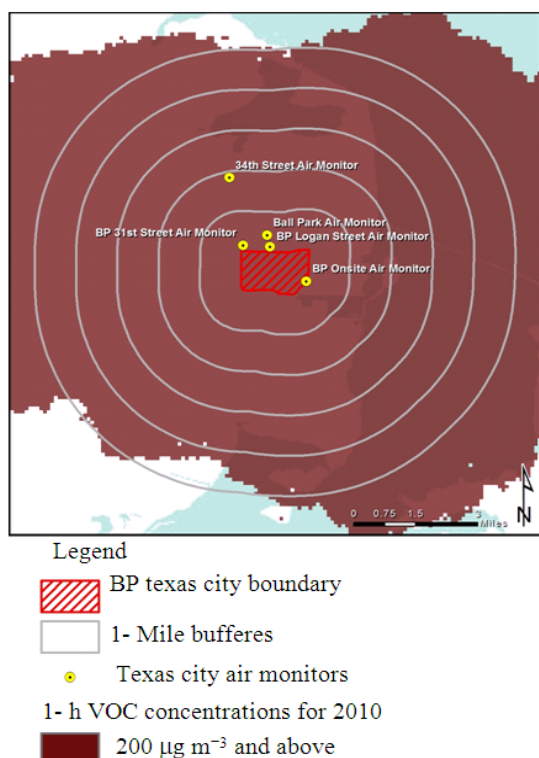 34th Street Air Monitor
Ball Park Air Monitor
BP 31st Street Air Monitor
BP Logan Street Air Monitor
BP Onsite Air Monitor
0 0.75 1.5 3
Miles
N
Legend
BP texas city boundary
1- Mile bufferes
Texas city air monitors
1- h VOC concentrations for 2010
200 µg m⁻³ and above